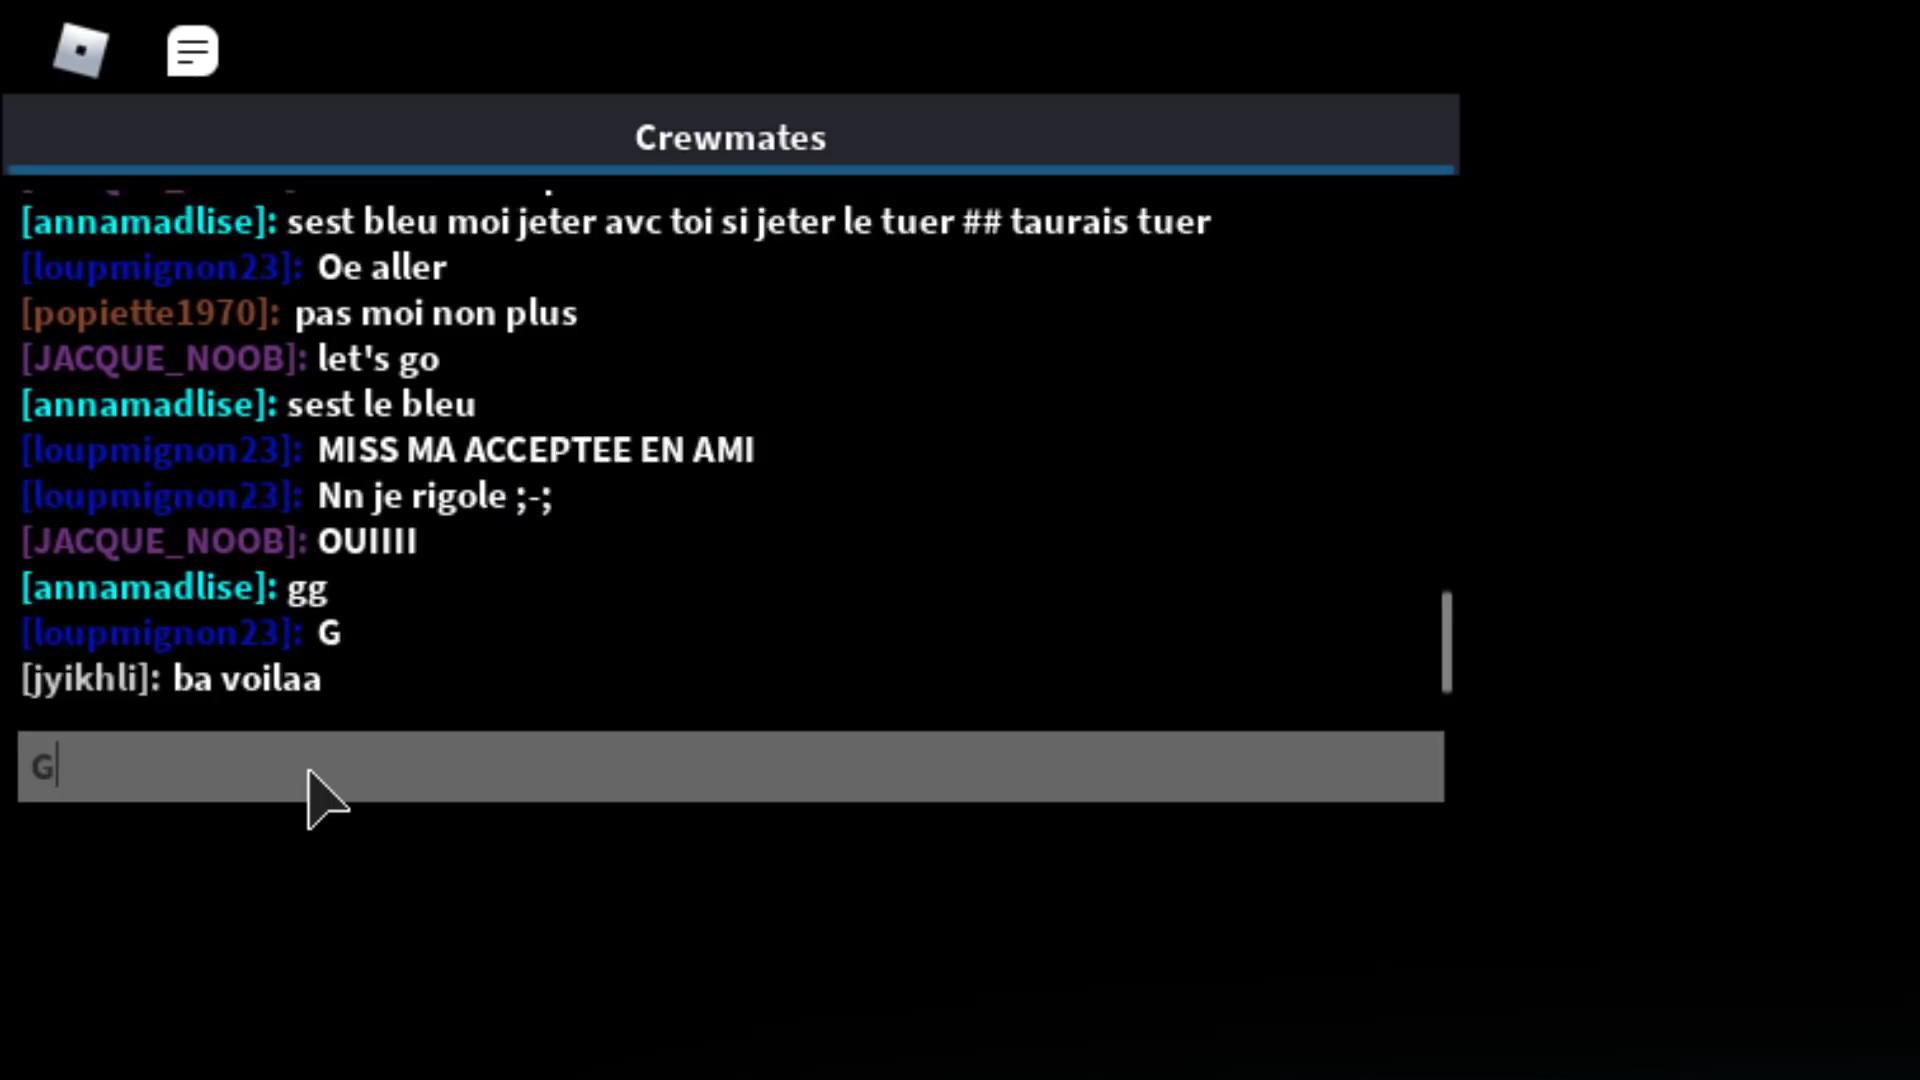 Crewmates
[annamadlise]: sest bleu moi jeter avc toi si jeter le tuer ## taurais tuer
[loupmignon23]: Oe aller
[popiette1970]: pas moi non plus
[JACQUE_NOOB]: let's go
[annamadlise]: sest le bleu
[loupmignon23]: MISS MA ACCEPTEE EN AMI
[loupmignon23]: Nn je rigole ;-;
[JACQUE_NOOB]: OUIIII
[annamadlise]: gg
[loupmignon23]: G
[jyikhli]: ba voilaa
G